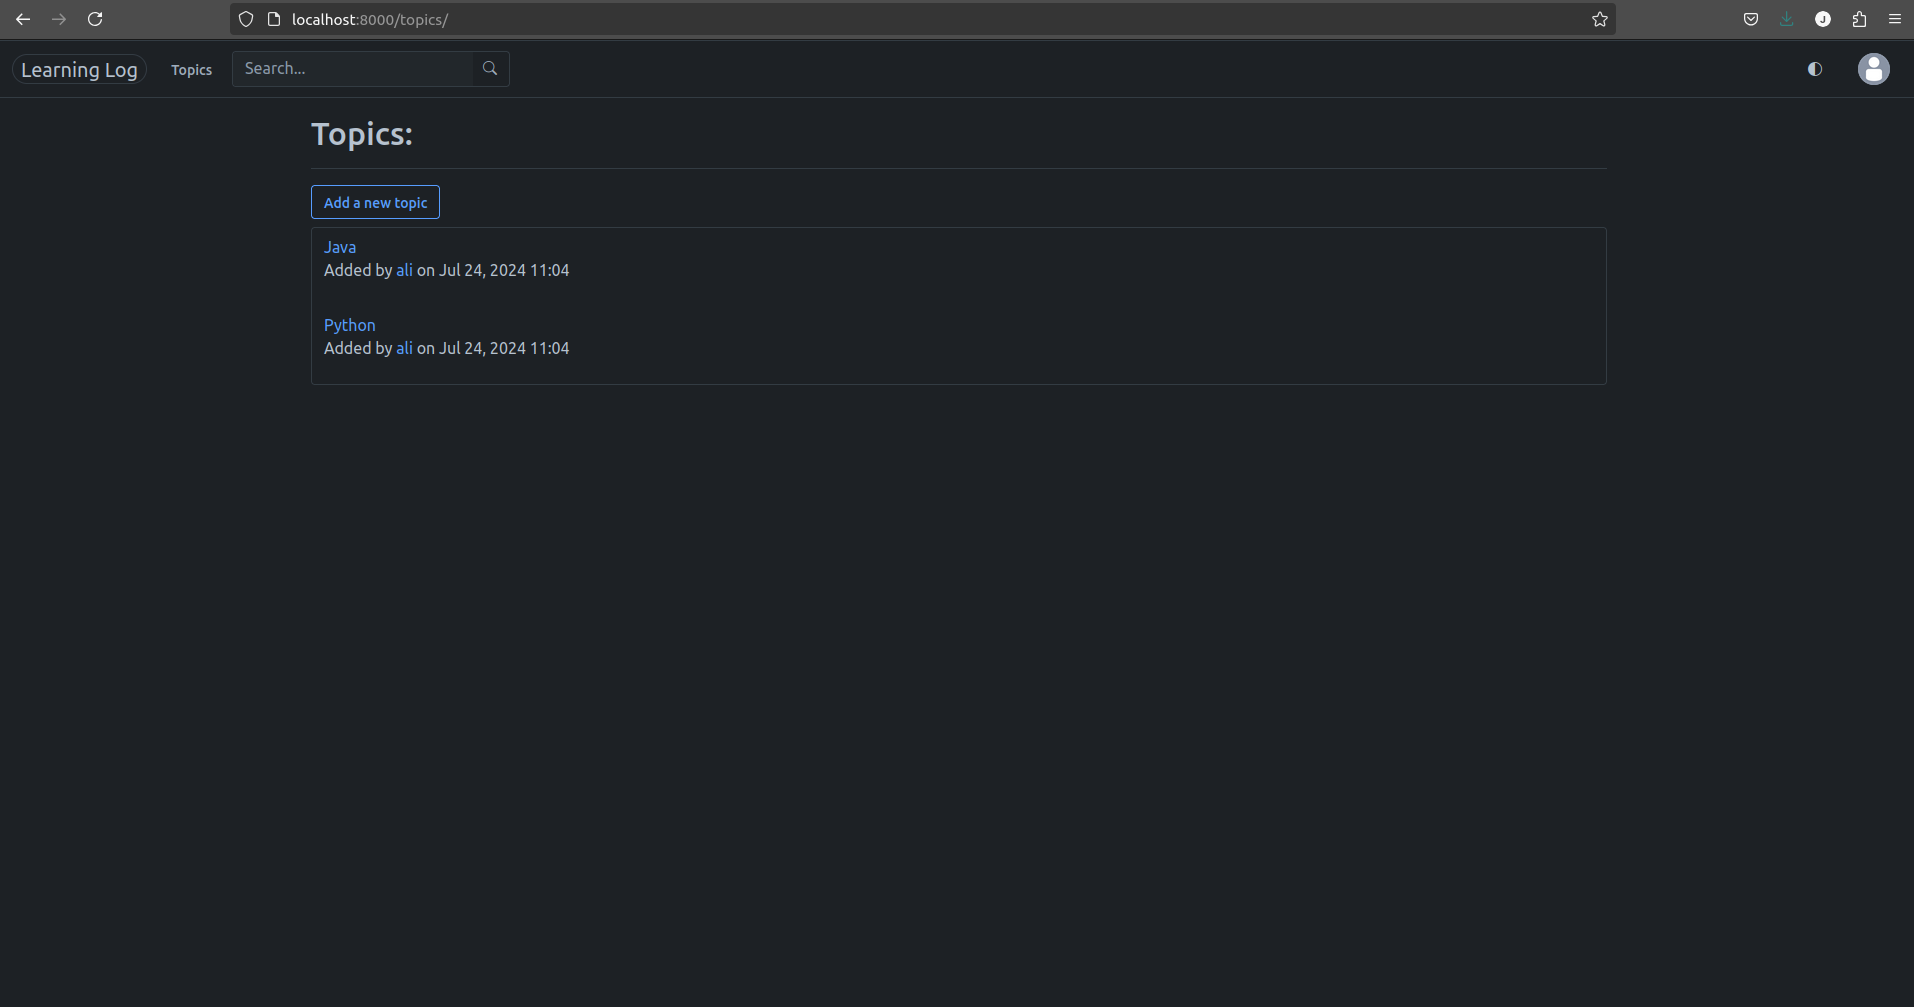 localhost:8000/topics/
J
Learning Log
Topics
Search...
Topics:
Add a new topic
Java
Added by ali on Jul 24, 2024 11:04
Python
Added by ali on Jul 24, 2024 11:04